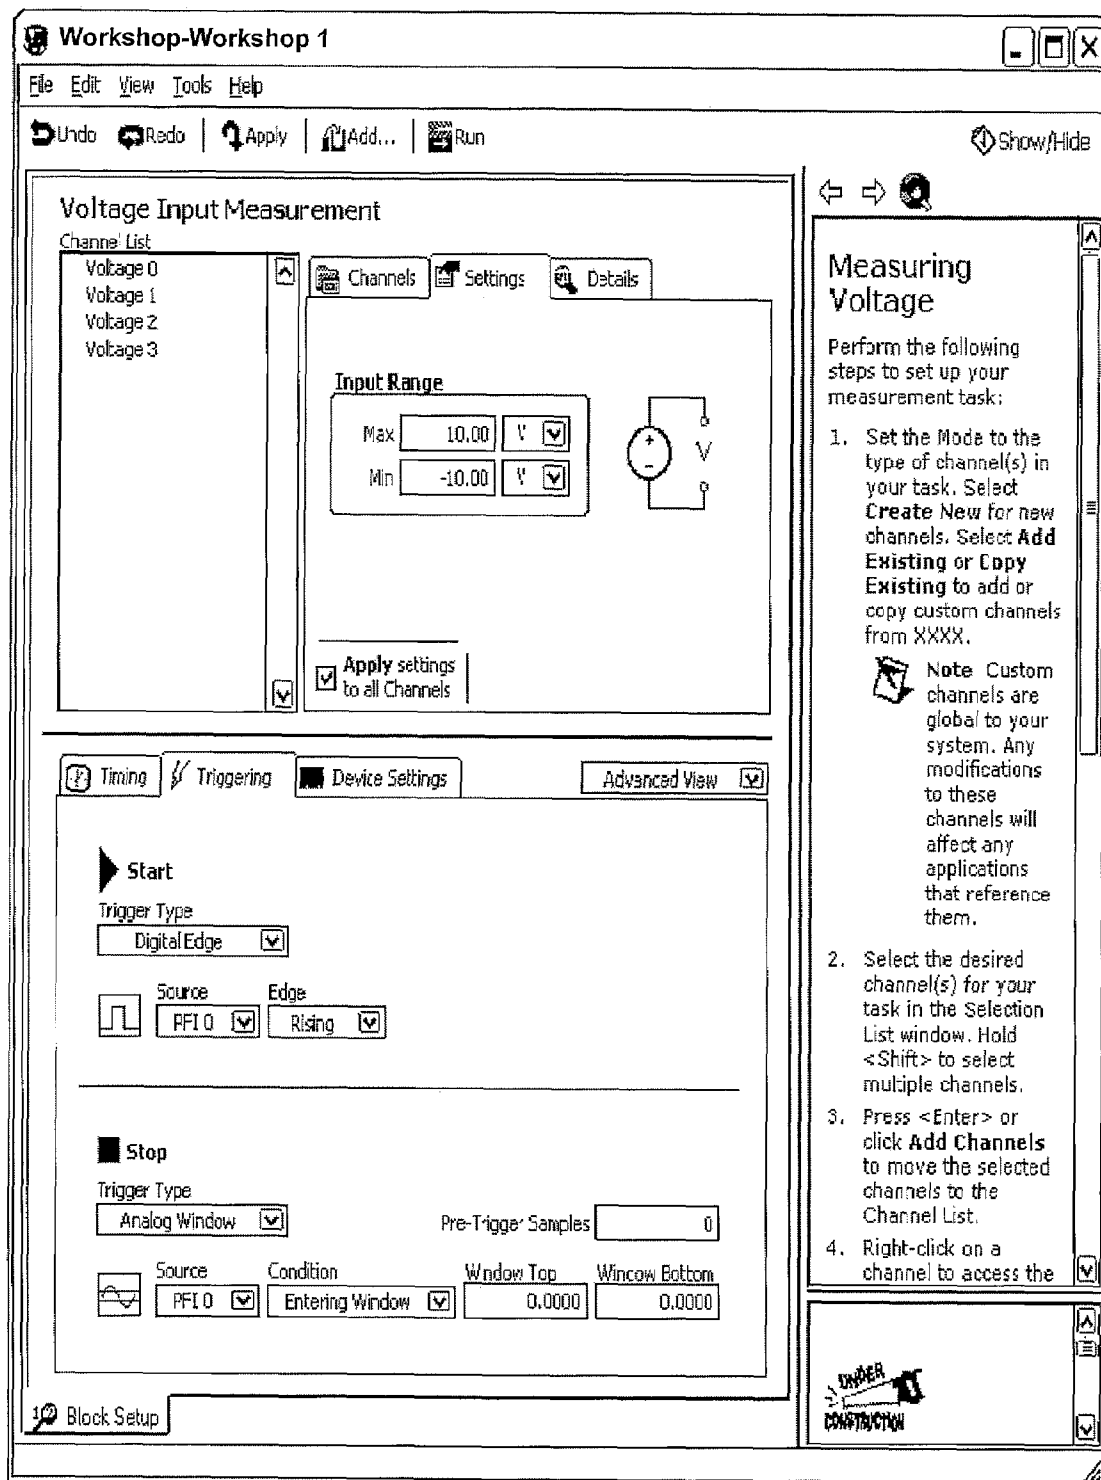 Workshop-Workshop 1
File Edit View Tools Help
Undo Redo Apply Add... Run Show/Hide
Voltage Input Measurement
Channel List
Voltage 0
Voltage 1
Voltage 2
Voltage 3
Channels Settings Details
Input Range
Max 10.00 V
Min -10.00 V
V
Apply settings
to all Channels
Timing Triggering Device Settings Advanced View
Start
Trigger Type
Digital Edge
Source Edge
PFI 0 Rising
Stop
Trigger Type
Analog Window Pre-Trigger Samples 0
Source Condition Window Top Window Bottom
PFI 0 Entering Window 0.0000 0.0000
Block Setup
Measuring
Voltage
Perform the following
steps to set up your
measurement task:
1. Set the Mode to the
type of channel(s) in
your task. Select
Create New for new
channels. Select Add
Existing or Copy
Existing to add or
copy custom channels
from XXXX.
Note Custom
channels are
global to your
system. Any
modifications
to these
channels will
affect any
applications
that reference
them.
2. Select the desired
channel(s) for your
task in the Selection
List window. Hold
<Shift> to select
multiple channels.
3. Press <Enter> or
click Add Channels
to move the selected
channels to the
Channel List.
4. Right-click on a
channel to access the
UNDER
CONSTRUCTION